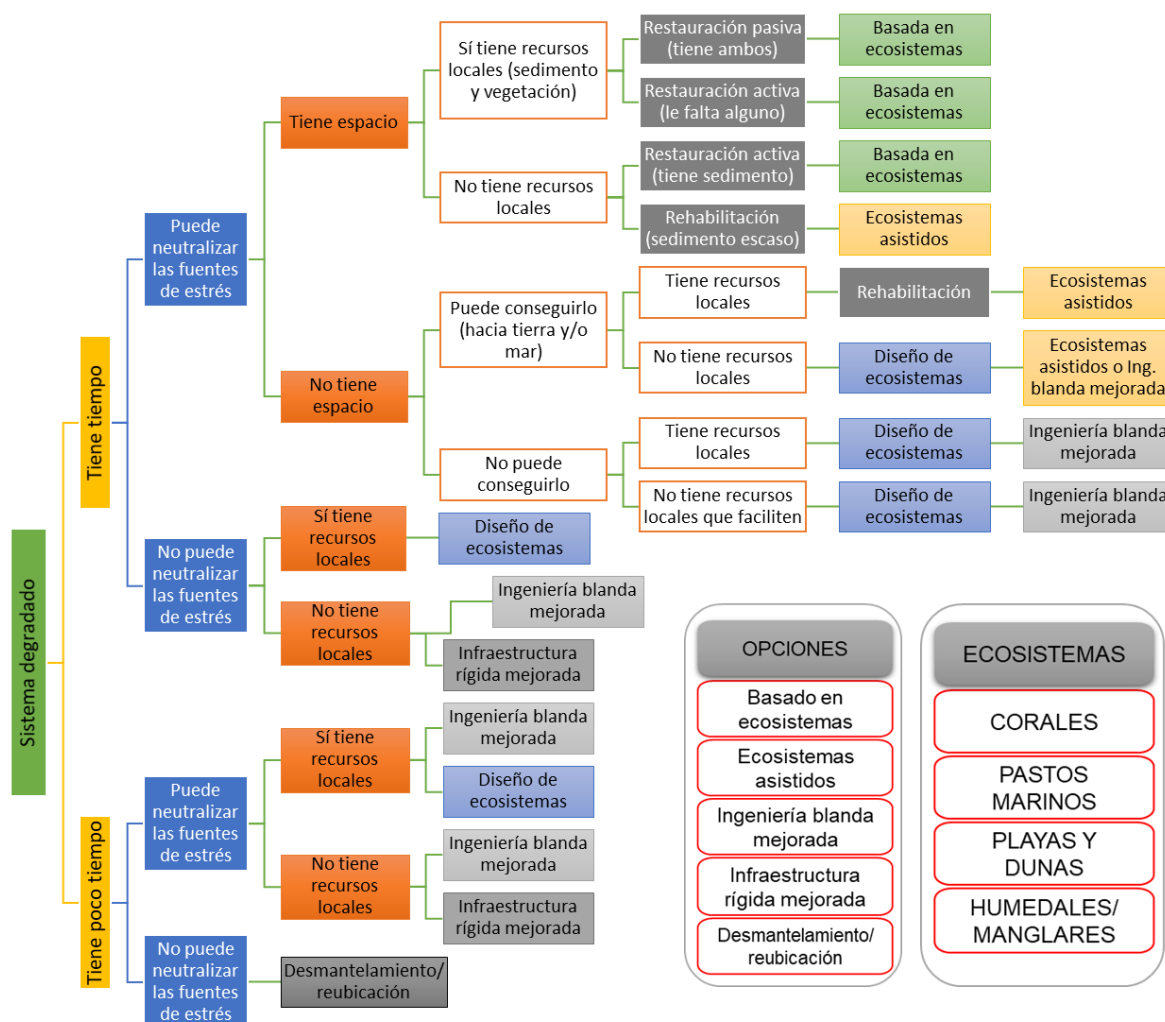 Sistema degradado
Tiene tiempo
Puede
neutralizar
las fuentes
de estrés
Tiene espacio
Sí tiene recursos
locales (sedimento
y vegetación)
Restauración pasiva
(tiene ambos)
Basada en
ecosistemas
Restauración activa
(le falta alguno)
Basada en
ecosistemas
No tiene recursos
locales
Restauración activa
(tiene sedimento)
Basada en
ecosistemas
Rehabilitación
(sedimento escaso)
Ecosistemas
asistidos
No tiene
espacio
Puede conseguirlo
(hacia tierra y/o
mar)
Tiene recursos
locales
Rehabilitación
Ecosistemas
asistidos
No tiene recursos
locales
Diseño de
ecosistemas
Ecosistemas
asistidos o Ing.
blanda mejorada
No puede
conseguirlo
Tiene recursos
locales
Diseño de
ecosistemas
Ingeniería blanda
mejorada
No tiene recursos
locales que faciliten
Diseño de
ecosistemas
Ingeniería blanda
mejorada
No puede
neutralizar
las fuentes
de estrés
Sí tiene
recursos
locales
Diseño de
ecosistemas
No tiene
recursos
locales
Ingeniería blanda
mejorada
Infraestructura
rígida mejorada
Tiene poco tiempo
Puede
neutralizar
las fuentes
de estrés
Sí tiene
recursos
locales
Ingeniería blanda
mejorada
Diseño de
ecosistemas
No tiene
recursos
locales
Ingeniería blanda
mejorada
Infraestructura
rígida mejorada
No puede
neutralizar
las fuentes
de estrés
Desmantelamiento/
reubicación
OPCIONES
Basado en
ecosistemas
Ecosistemas
asistidos
Ingeniería blanda
mejorada
Infraestructura
rígida mejorada
Desmantelamiento/
reubicación
ECOSISTEMAS
CORALES
PASTOS
MARINOS
PLAYAS Y
DUNAS
HUMEDALES/
MANGLARES